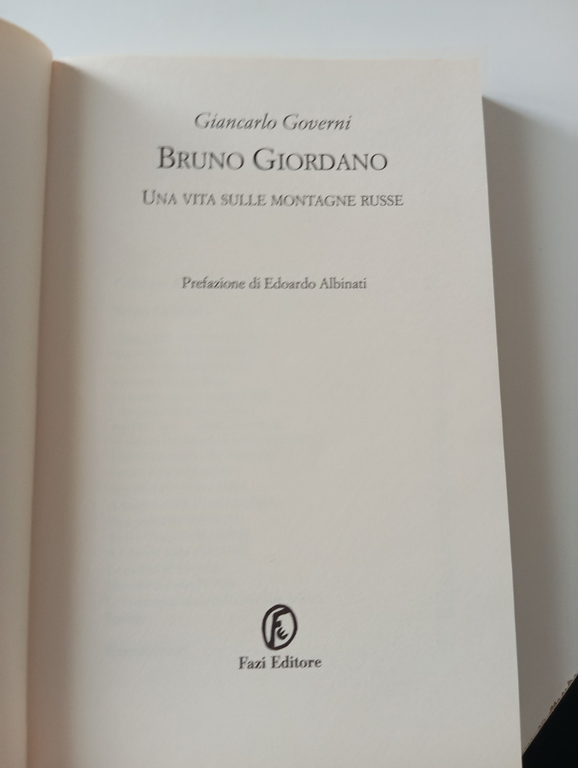 Giancarlo Governi
BRUNO GIORDANO
UNA VITA SULLE MONTAGNE RUSSE
Prefazione di Edoardo Albinati
Fazi Editore